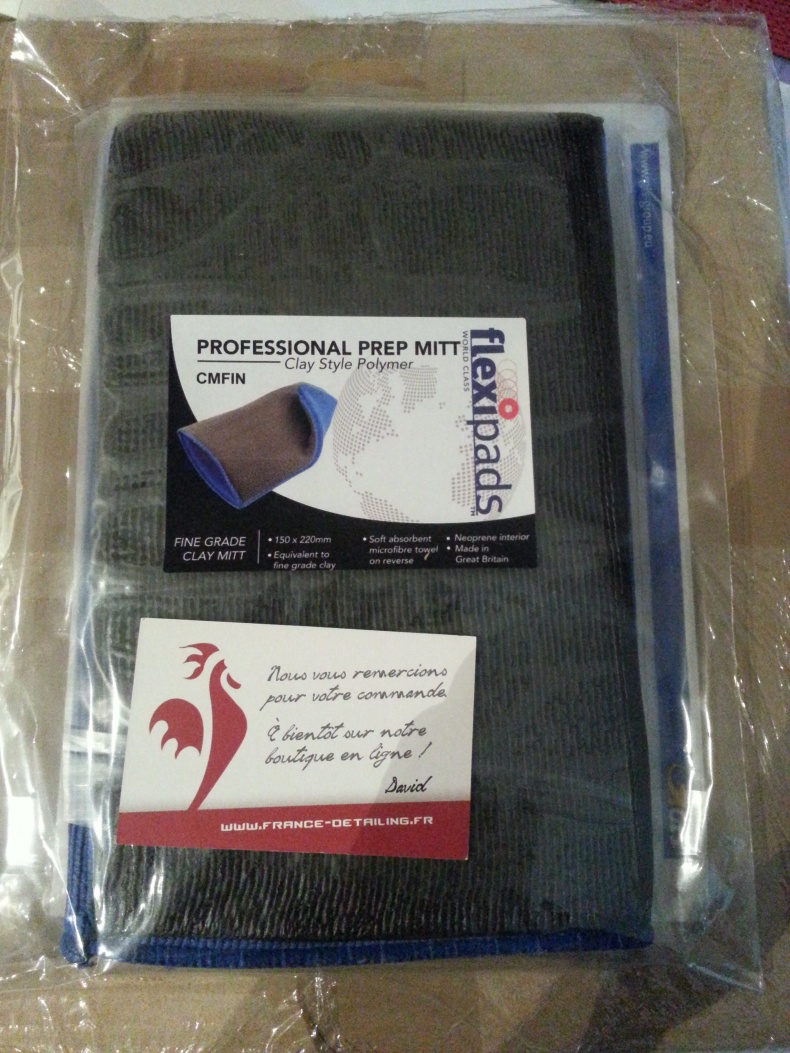 PROFESSIONAL PREP MITT
Clay Style Polymer
CMFIN
flexipads™
WORLD CLASS
FINE GRADE
CLAY MITT
• 150 x 220mm
• Equivalent to
fine grade clay
• Soft absorbent
microfibre towel
on reverse
• Neoprene interior
• Made in
Great Britain
Nous vous remercions
pour votre commande.
À bientôt sur notre
boutique en ligne !
David
WWW.FRANCE-DETAILING.FR